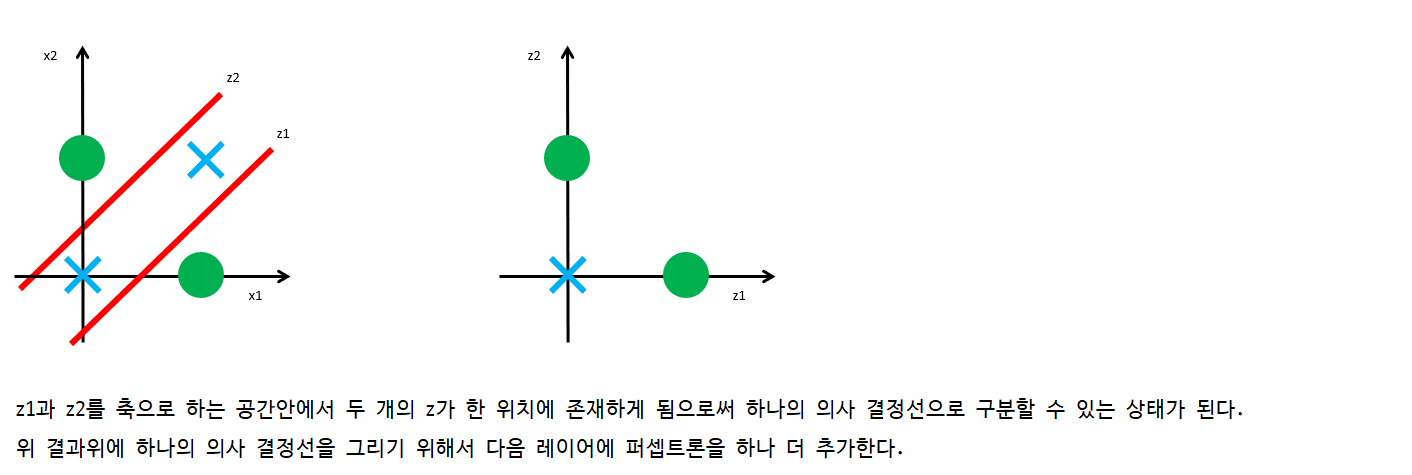 x2
z2
z1
x1
z2
z1
z1과 z2를 축으로 하는 공간안에서 두 개의 z가 한 위치에 존재하게 됨으로써 하나의 의사 결정선으로 구분할 수 있는 상태가 된다.
위 결과위에 하나의 의사 결정선을 그리기 위해서 다음 레이어에 퍼셉트론을 하나 더 추가한다.